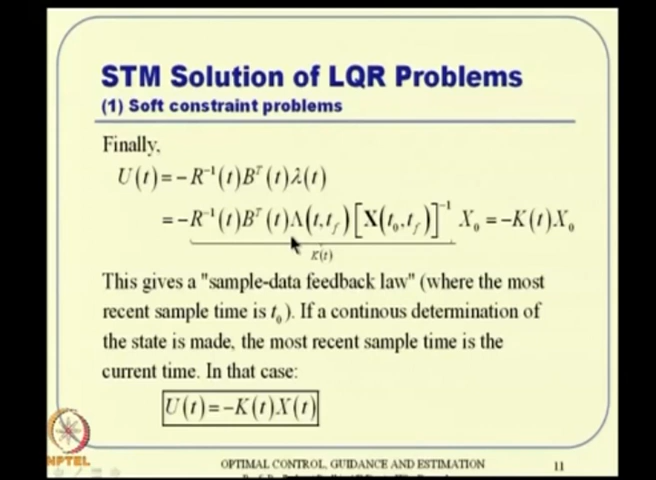 STM Solution of LQR Problems
(1) Soft constraint problems
Finally,
U(t) = −R⁻¹(t)Bᵀ(t)λ(t)
= −R⁻¹(t)Bᵀ(t)Λ(t,t_f)[X(t₀,t_f)]⁻¹ X₀ = −K(t)X₀
K(t)
This gives a "sample-data feedback law" (where the most
recent sample time is t₀). If a continous determination of
the state is made, the most recent sample time is the
current time. In that case:
U(t) = −K(t)X(t)
NPTEL
OPTIMAL CONTROL, GUIDANCE AND ESTIMATION
11